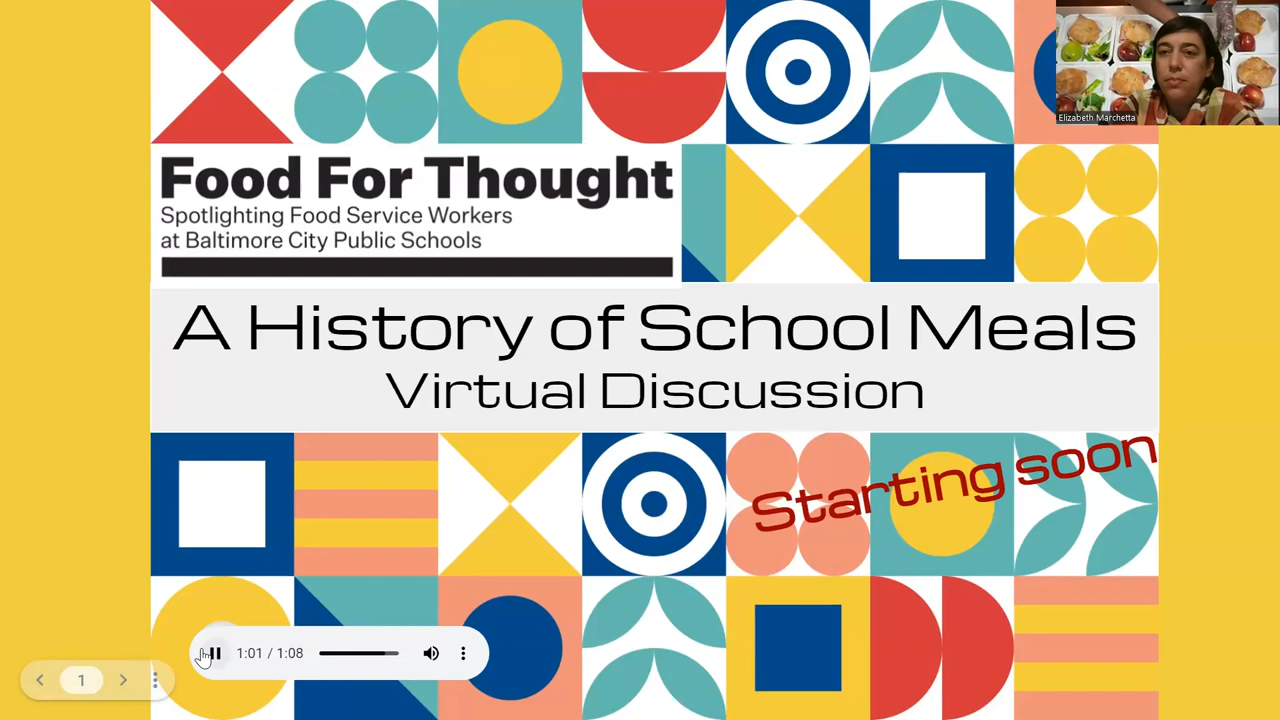 Elizabeth Marchetta
Food For Thought
Spotlighting Food Service Workers
at Baltimore City Public Schools
A History of School Meals
Virtual Discussion
Starting soon
1:01 / 1:08
1